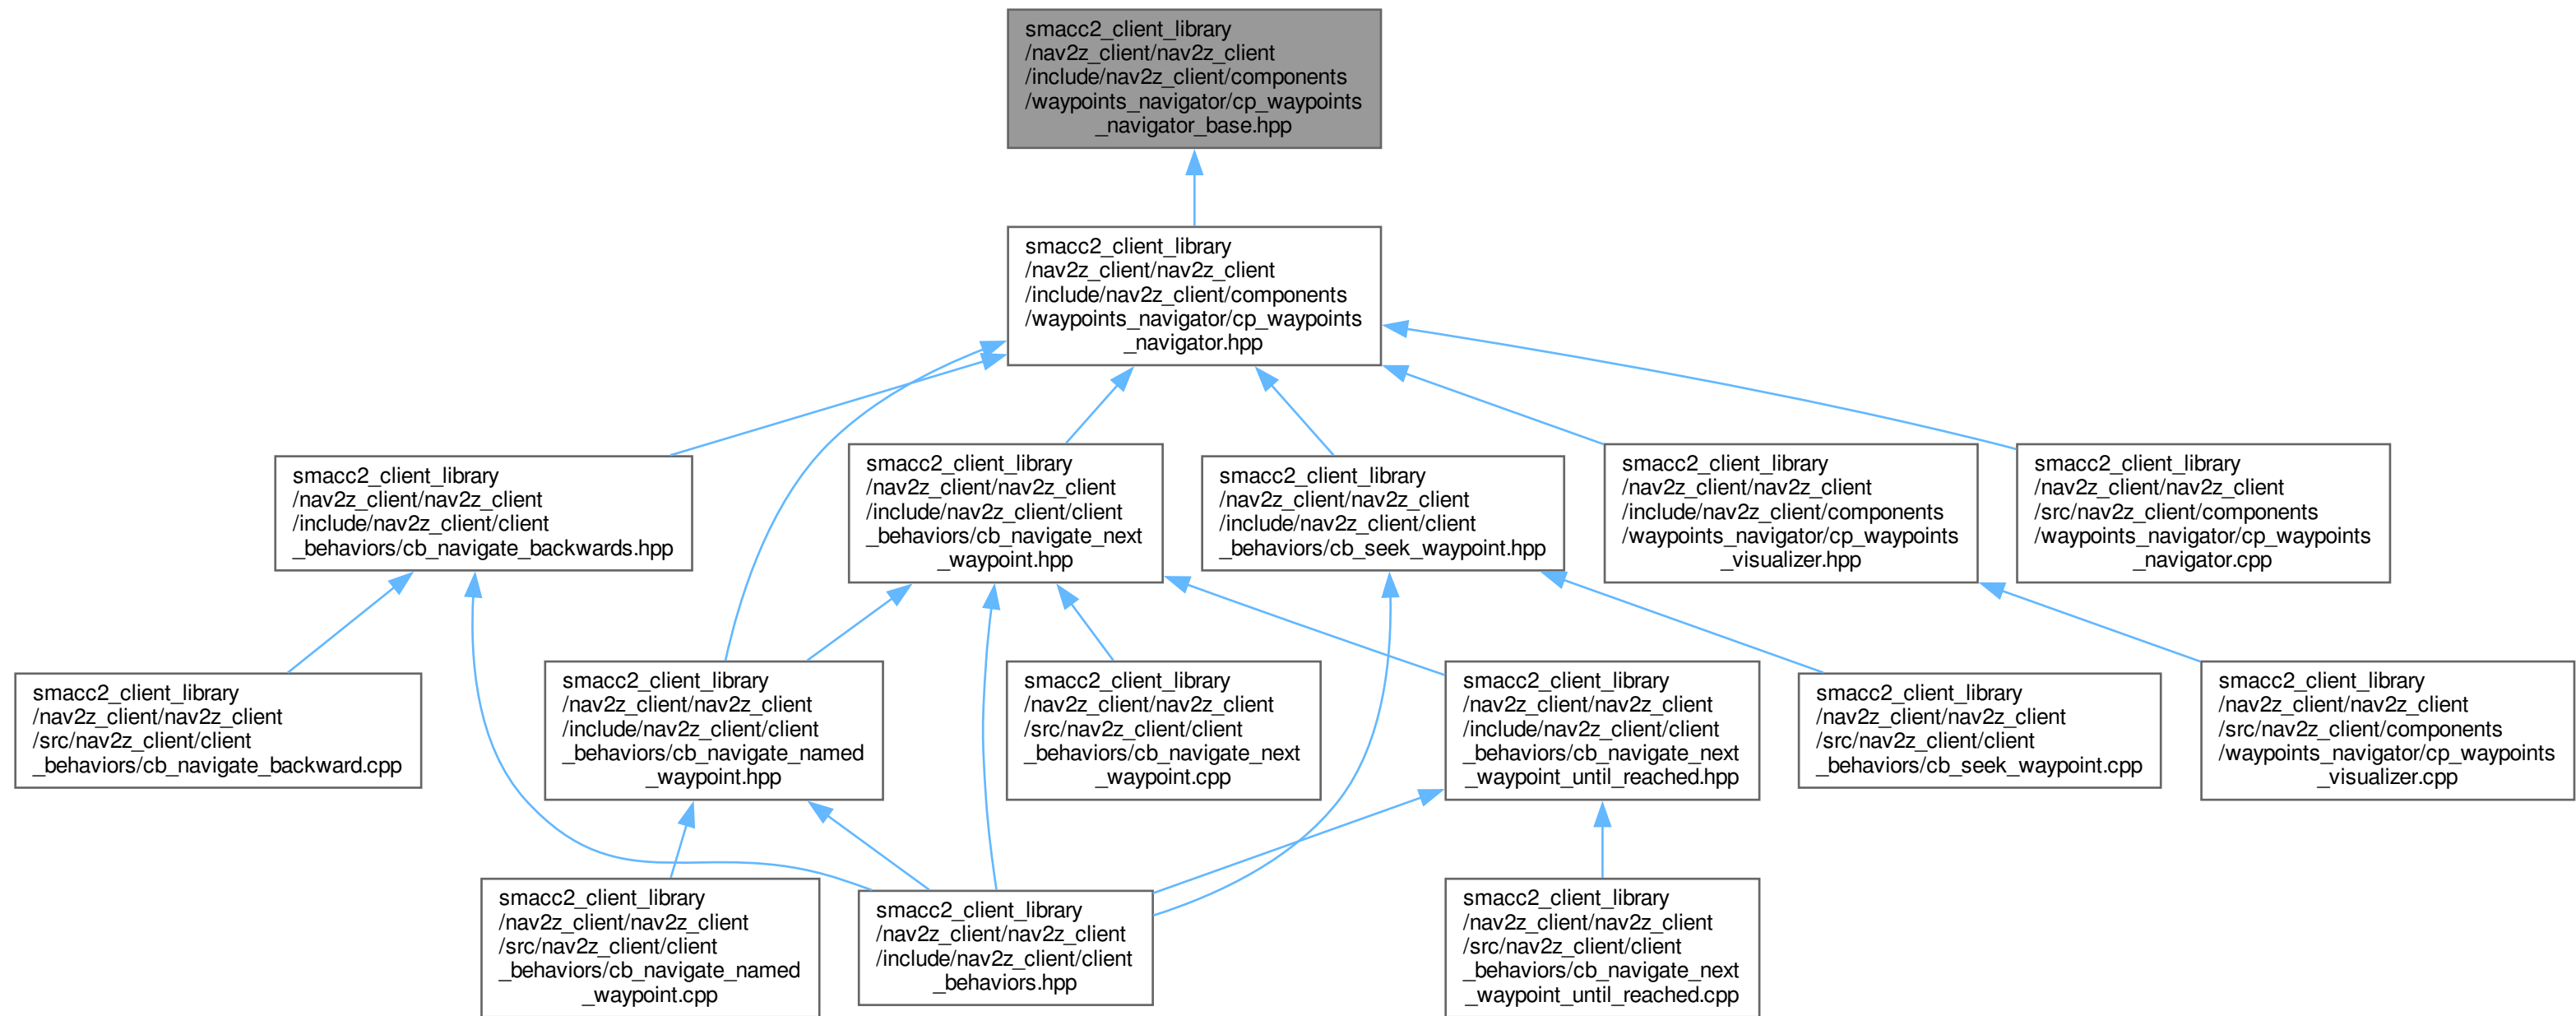 smacc2_client_library
/nav2z_client/nav2z_client
/include/nav2z_client/components
/waypoints_navigator/cp_waypoints
_navigator_base.hpp
smacc2_client_library
/nav2z_client/nav2z_client
/include/nav2z_client/components
/waypoints_navigator/cp_waypoints
_navigator.hpp
smacc2_client_library
/nav2z_client/nav2z_client
/include/nav2z_client/client
_behaviors/cb_navigate_backwards.hpp
smacc2_client_library
/nav2z_client/nav2z_client
/include/nav2z_client/client
_behaviors/cb_navigate_next
_waypoint.hpp
smacc2_client_library
/nav2z_client/nav2z_client
/include/nav2z_client/client
_behaviors/cb_seek_waypoint.hpp
smacc2_client_library
/nav2z_client/nav2z_client
/include/nav2z_client/components
/waypoints_navigator/cp_waypoints
_visualizer.hpp
smacc2_client_library
/nav2z_client/nav2z_client
/src/nav2z_client/components
/waypoints_navigator/cp_waypoints
_navigator.cpp
smacc2_client_library
/nav2z_client/nav2z_client
/src/nav2z_client/client
_behaviors/cb_navigate_backward.cpp
smacc2_client_library
/nav2z_client/nav2z_client
/include/nav2z_client/client
_behaviors/cb_navigate_named
_waypoint.hpp
smacc2_client_library
/nav2z_client/nav2z_client
/src/nav2z_client/client
_behaviors/cb_navigate_next
_waypoint.cpp
smacc2_client_library
/nav2z_client/nav2z_client
/include/nav2z_client/client
_behaviors/cb_navigate_next
_waypoint_until_reached.hpp
smacc2_client_library
/nav2z_client/nav2z_client
/src/nav2z_client/client
_behaviors/cb_seek_waypoint.cpp
smacc2_client_library
/nav2z_client/nav2z_client
/src/nav2z_client/components
/waypoints_navigator/cp_waypoints
_visualizer.cpp
smacc2_client_library
/nav2z_client/nav2z_client
/src/nav2z_client/client
_behaviors/cb_navigate_named
_waypoint.cpp
smacc2_client_library
/nav2z_client/nav2z_client
/include/nav2z_client/client
_behaviors.hpp
smacc2_client_library
/nav2z_client/nav2z_client
/src/nav2z_client/client
_behaviors/cb_navigate_next
_waypoint_until_reached.cpp